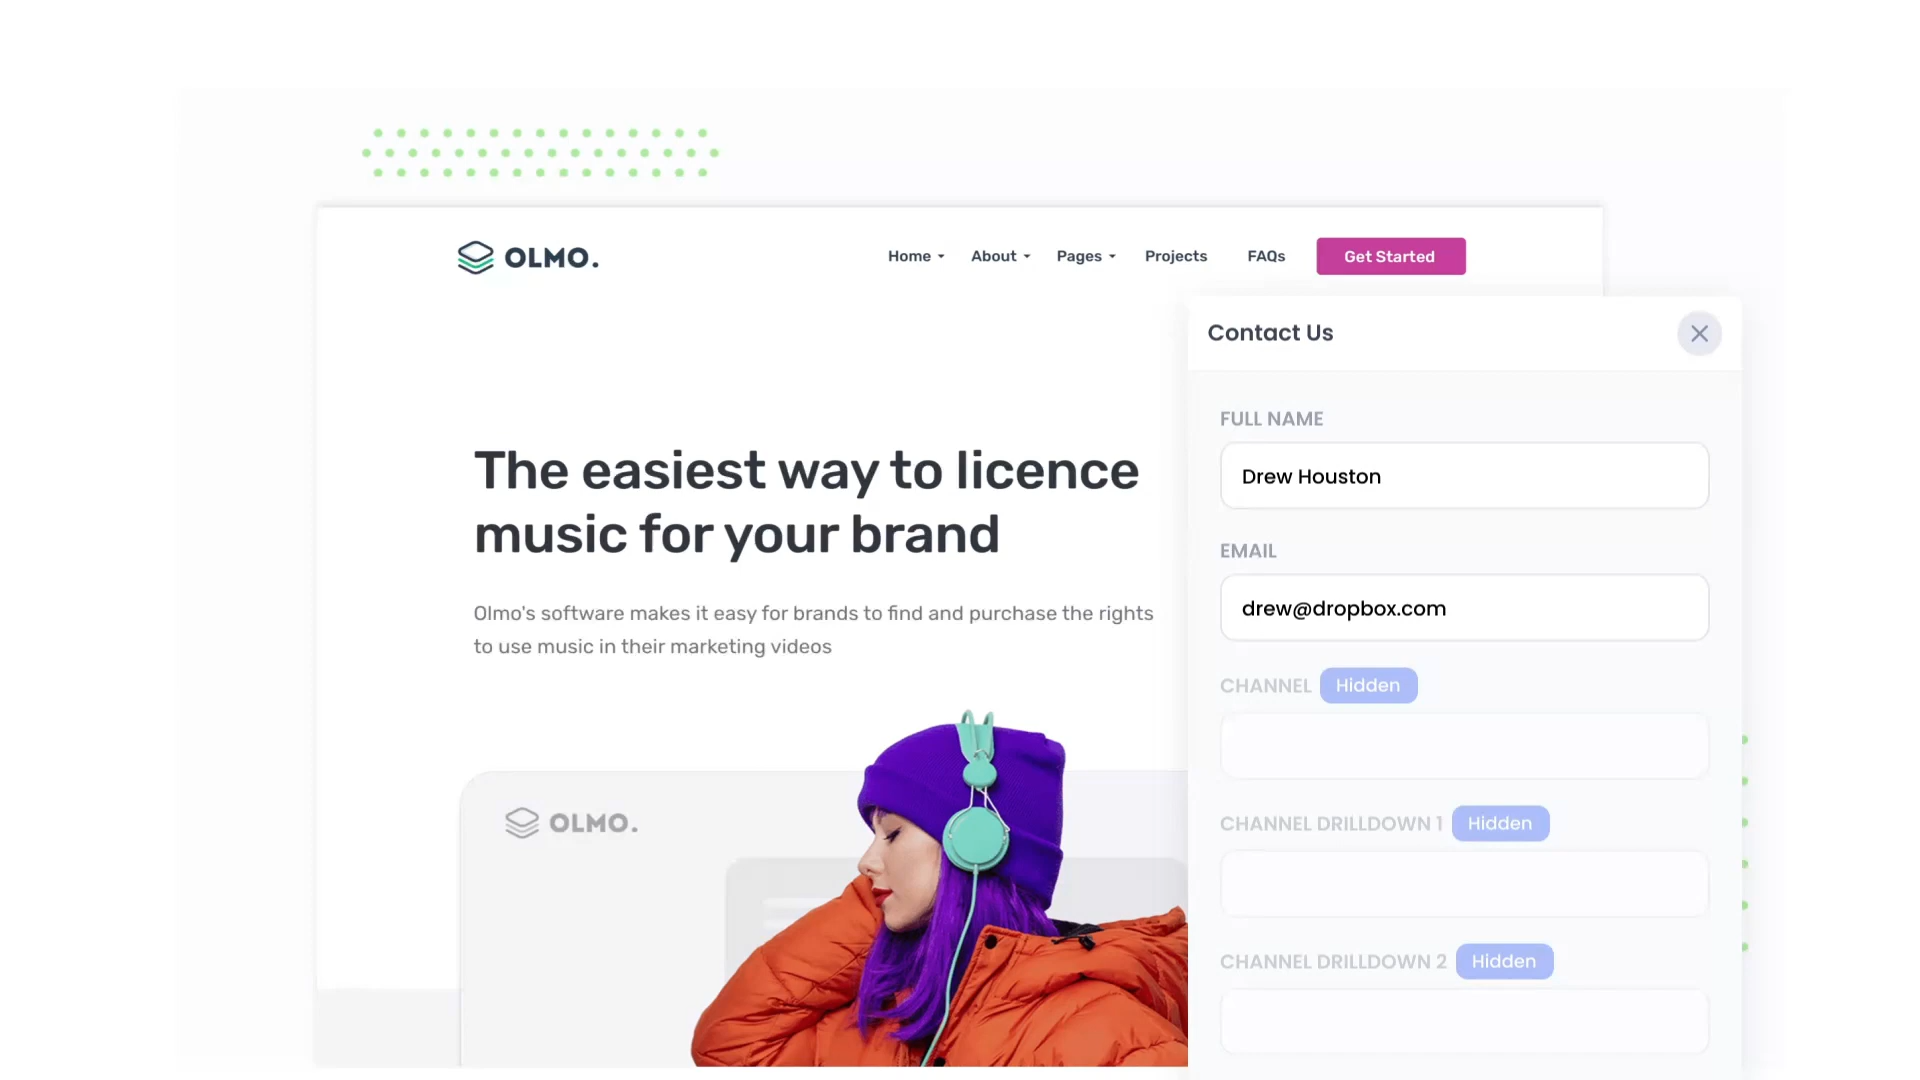 OLMO.
Home
About
Pages
Projects
FAQs
Get Started
The easiest way to licence
music for your brand
Olmo's software makes it easy for brands to find and purchase the rights
to use music in their marketing videos
OLMO.
Contact Us
FULL NAME
Drew Houston
EMAIL
drew@dropbox.com
CHANNEL Hidden
CHANNEL DRILLDOWN 1 Hidden
CHANNEL DRILLDOWN 2 Hidden